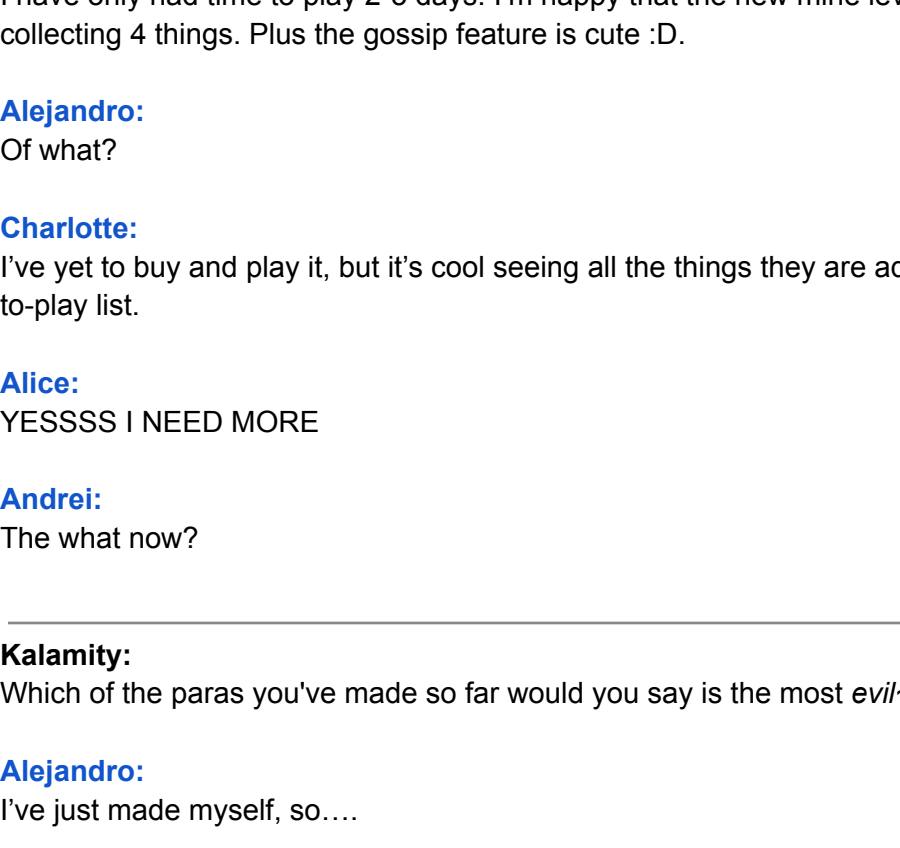 collecting 4 things. Plus the gossip feature is cute :D.
Alejandro:
Of what?
Charlotte:
I've yet to buy and play it, but it's cool seeing all the things they are
to-play list.
Alice:
YESSSS I NEED MORE
Andrei:
The what now?
Kalamity:
Which of the paras you've made so far would you say is the most evil~
Alejandro:
I've just made myself, so….